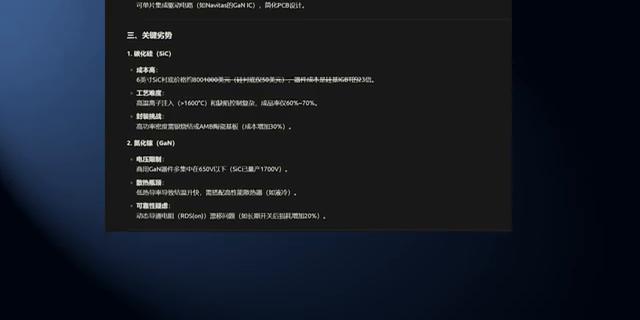 可单片集成驱动电路（如Navitas的GaN IC），简化PCB设计。
三、关键劣势
1. 碳化硅（SiC）
成本高：
6英寸SiC衬底价格约8001000美元（硅衬底仅50美元），器件成本是硅基IGBT的23倍。
工艺难度：
高温离子注入（>1600°C）和缺陷控制复杂，成品率仅60%~70%。
封装挑战：
高功率密度需银烧结或AMB陶瓷基板（成本增加30%）。
2. 氮化镓（GaN）
电压限制：
商用GaN器件多集中在650V以下（SiC已量产1700V）。
散热瓶颈：
低热导率导致结温升快，需搭配高性能散热器（如液冷）。
可靠性疑虑：
动态导通电阻（RDS(on)）漂移问题（如长期开关后损耗增加20%）。